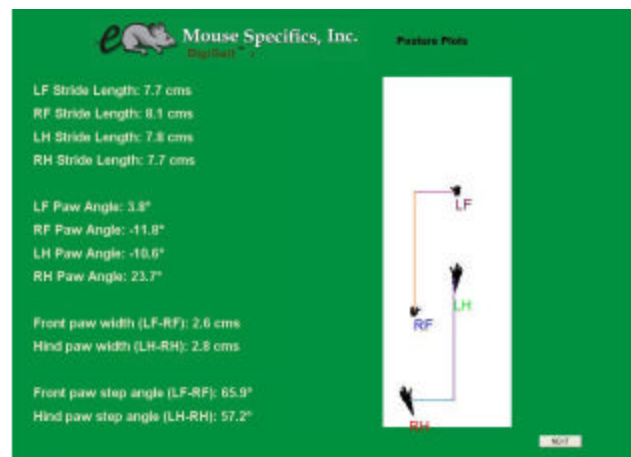 e Mouse Specifics, Inc.
DigiGait™
Posture Plots
LF Stride Length: 7.7 cms
RF Stride Length: 8.1 cms
LH Stride Length: 7.8 cms
RH Stride Length: 7.7 cms
LF Paw Angle: 3.8°
RF Paw Angle: -11.8°
LH Paw Angle: -10.6°
RH Paw Angle: 23.7°
Front paw width (LF-RF): 2.6 cms
Hind paw width (LH-RH): 2.8 cms
Front paw step angle (LF-RF): 65.9°
Hind paw step angle (LH-RH): 57.2°
LF
LH
RF
RH
NEXT